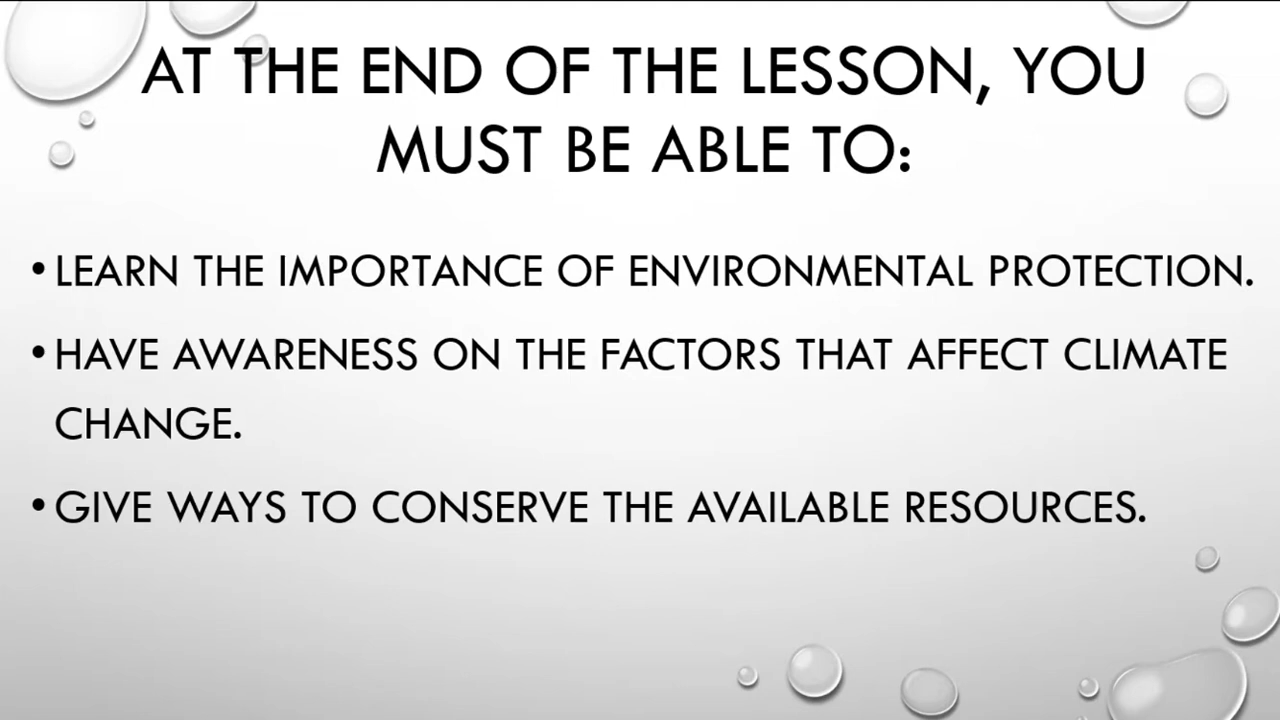 AT THE END OF THE LESSON, YOU
MUST BE ABLE TO:
• LEARN THE IMPORTANCE OF ENVIRONMENTAL PROTECTION.
• HAVE AWARENESS ON THE FACTORS THAT AFFECT CLIMATE
CHANGE.
• GIVE WAYS TO CONSERVE THE AVAILABLE RESOURCES.